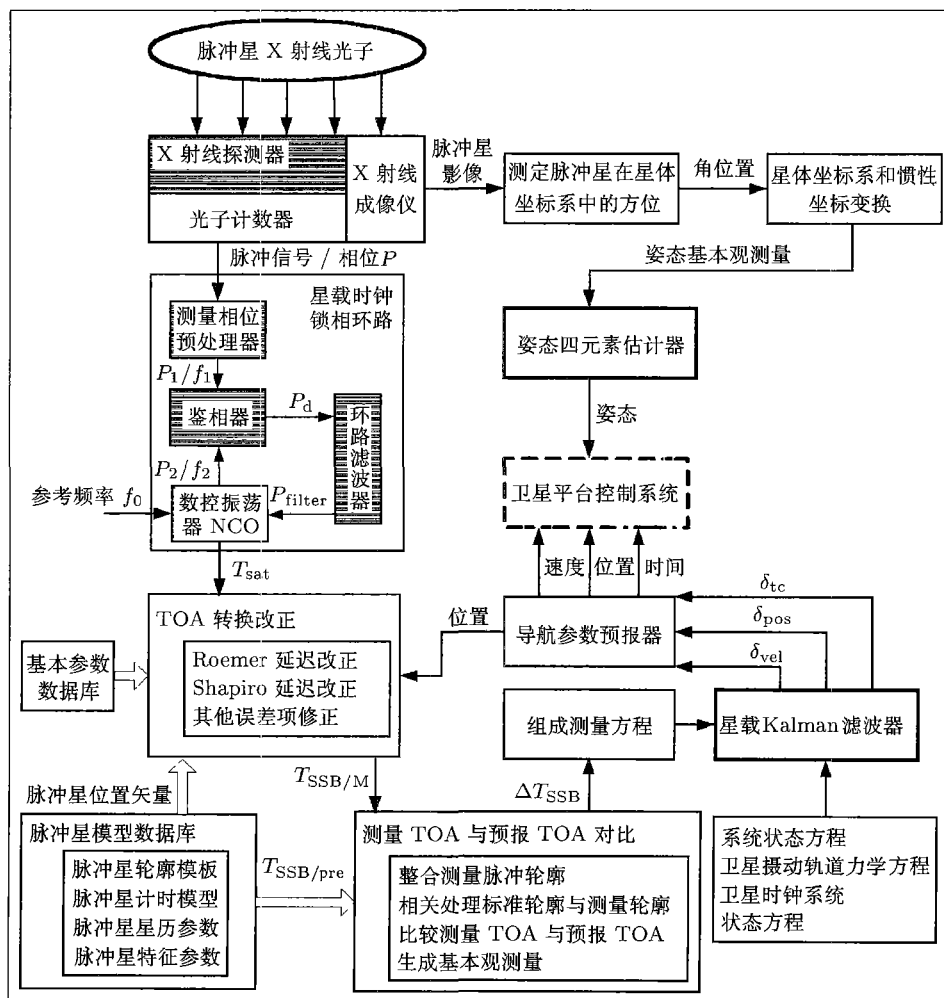 脉冲星 X 射线光子
X 射线探测器
光子计数器
X 射线
成像仪
脉冲星
影像
测定脉冲星在星体
坐标系中的方位
角位置
星体坐标系和惯性
坐标变换
脉冲信号 / 相位P
姿态基本观测量
星载时钟
锁相环路
测量相位
预处理器
P1/f1
鉴相器
Pd
环路滤波器
P2/f2
参考频率 f0
数控振荡
器 NCO
Pfilter
姿态四元素估计器
姿态
卫星平台控制系统
速度 位置 时间
Tsat
TOA 转换改正
Roemer 延迟改正
Shapiro 延迟改正
其他误差项修正
基本参数
数据库
位置
导航参数预报器
δtc
δpos
δvel
组成测量方程
星载Kalman滤波器
TSSB/M
ΔTSSB
脉冲星位置矢量
脉冲星模型数据库
脉冲星轮廓模板
脉冲星计时模型
脉冲星星历参数
脉冲星特征参数
TSSB/pre
测量 TOA 与预报 TOA 对比
整合测量脉冲轮廓
相关处理标准轮廓与测量轮廓
比较测量 TOA 与预报 TOA
生成基本观测量
系统状态方程
卫星摄动轨道力学方程
卫星时钟系统
状态方程